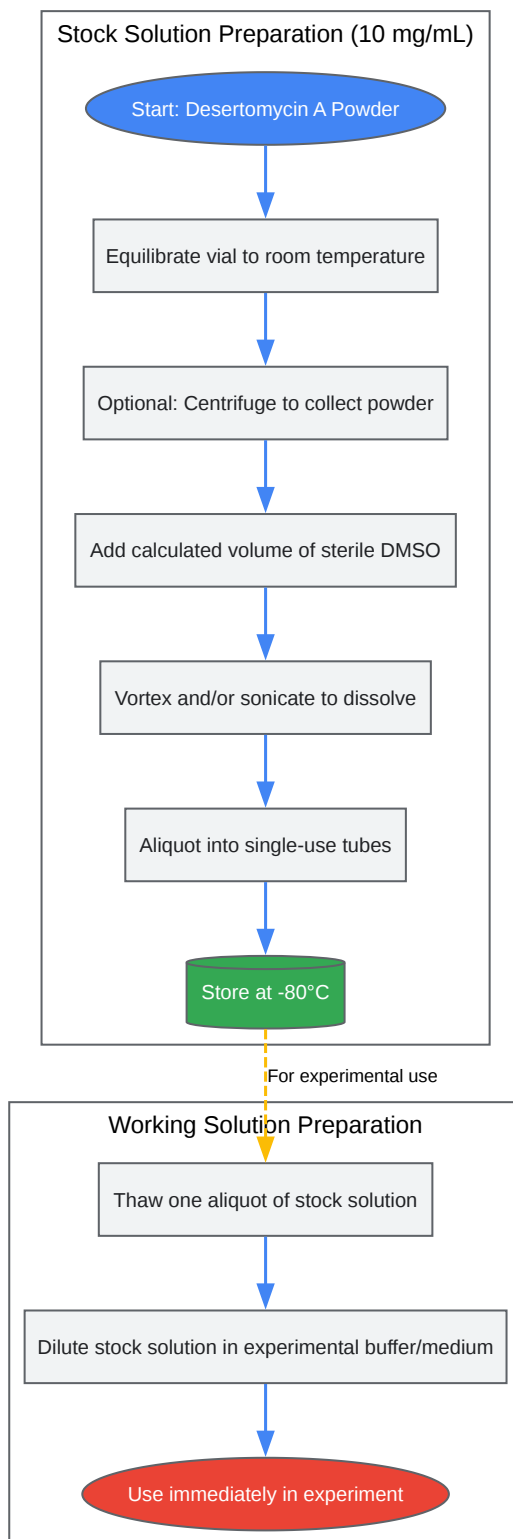 Stock Solution Preparation (10 mg/mL)
Start: Desertomycin A Powder
Equilibrate vial to room temperature
Optional: Centrifuge to collect powder
Add calculated volume of sterile DMSO
Vortex and/or sonicate to dissolve
Aliquot into single-use tubes
Store at -80°C
For experimental use
Working Solution Preparation
Thaw one aliquot of stock solution
Dilute stock solution in experimental buffer/medium
Use immediately in experiment